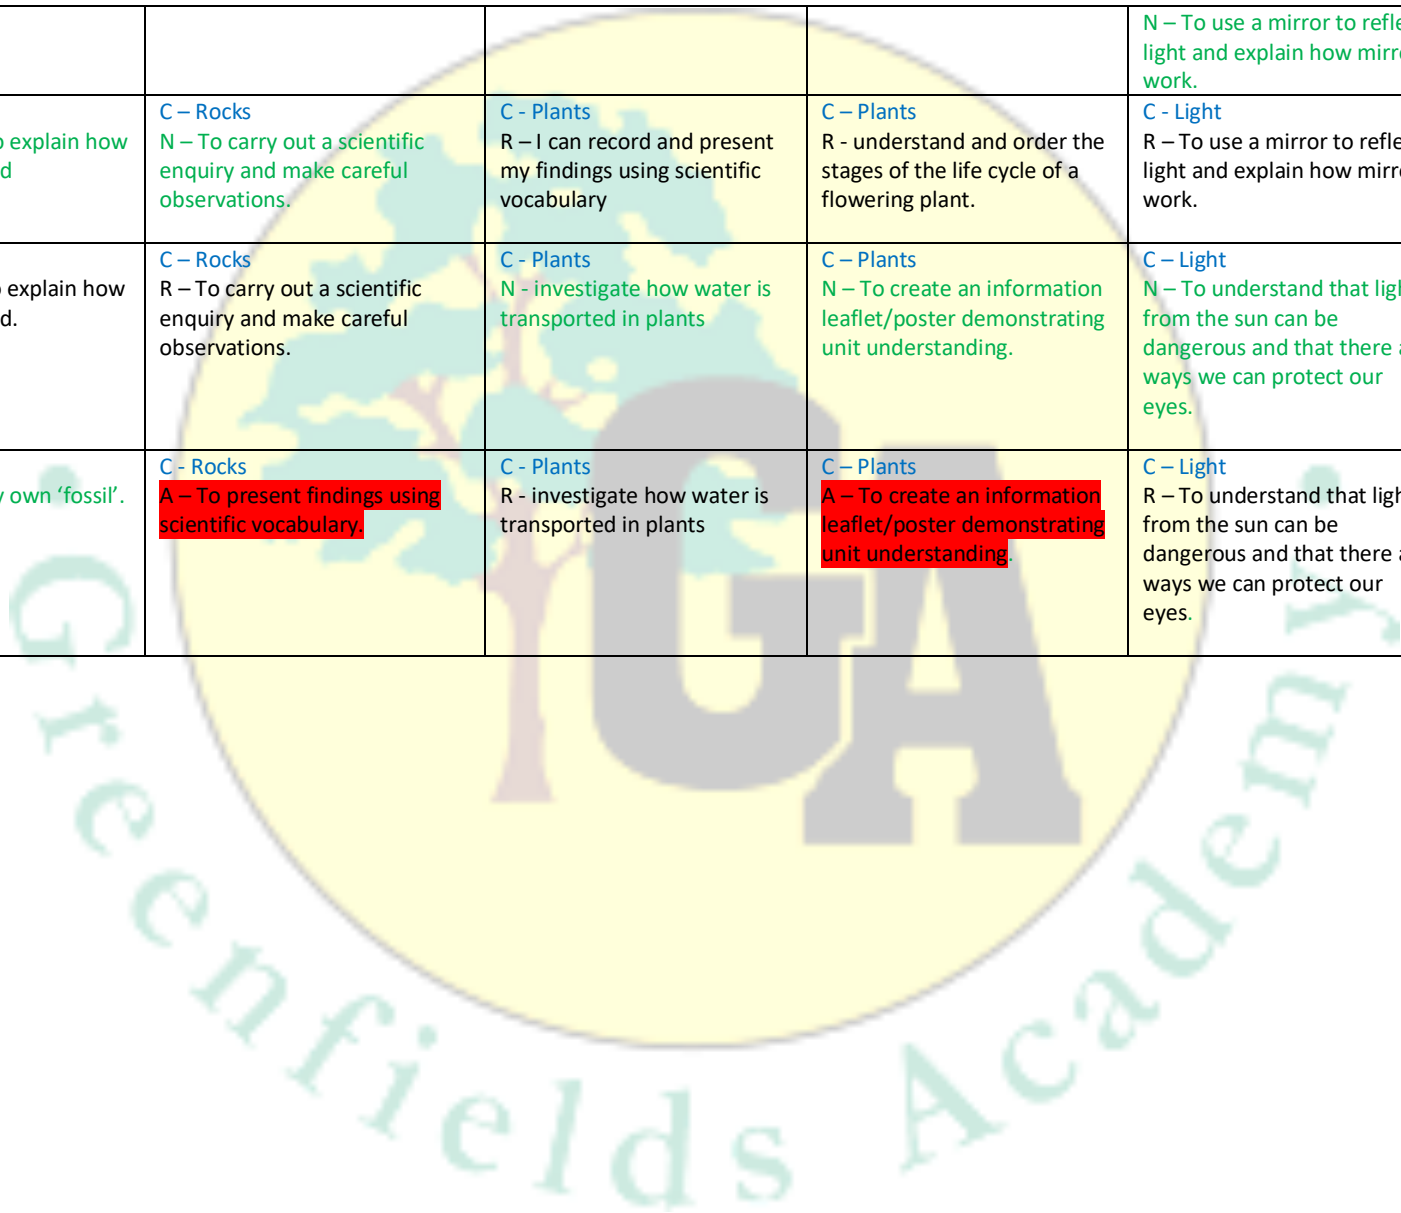 N – To use a mirror to
light and explain how
work.
explain how
C – Rocks
N – To carry out a scientific
enquiry and make careful
observations.
C - Plants
R – I can record and present
my findings using scientific
vocabulary
C – Plants
R - understand and order the
stages of the life cycle of a
flowering plant.
C - Light
R – To use a mirror to
light and explain how
work.
explain how
C – Rocks
R – To carry out a scientific
enquiry and make careful
observations.
C - Plants
N - investigate how water is
transported in plants
C – Plants
N – To create an information
leaflet/poster demonstrating
unit understanding.
C – Light
N – To understand that
from the sun can be
dangerous and that there
ways we can protect our
eyes.
own ‘fossil’.
C - Rocks
A – To present findings using
scientific vocabulary.
C - Plants
R - investigate how water is
transported in plants
C – Plants
A – To create an information
leaflet/poster demonstrating
unit understanding.
C – Light
R – To understand that
from the sun can be
dangerous and that there
ways we can protect our
eyes.
GA
Greenfields Academy